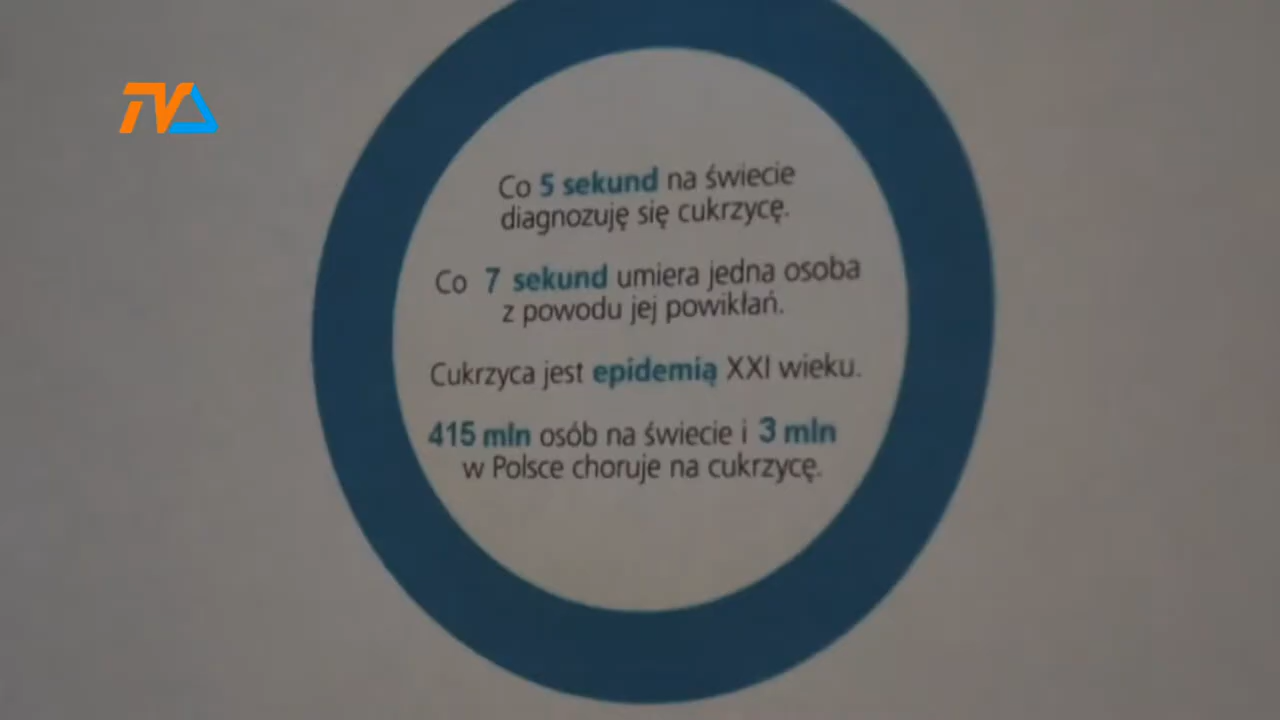 TVA
Co 5 sekund na świecie
diagnozuję się cukrzycę.
Co 7 sekund umiera jedna osoba
z powodu jej powikłań.
Cukrzyca jest epidemią XXI wieku.
415 mln osób na świecie i 3 mln
w Polsce choruje na cukrzycę.